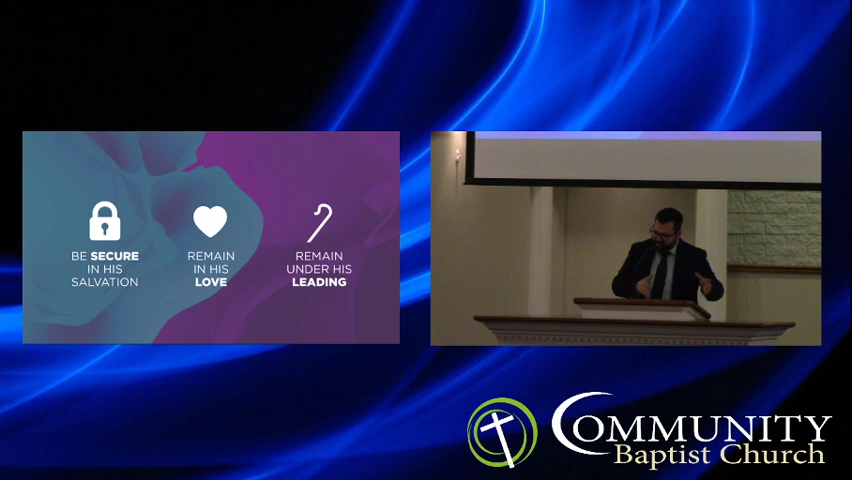 BE SECURE
IN HIS
SALVATION
REMAIN
IN HIS
LOVE
REMAIN
UNDER HIS
LEADING
COMMUNITY
Baptist Church